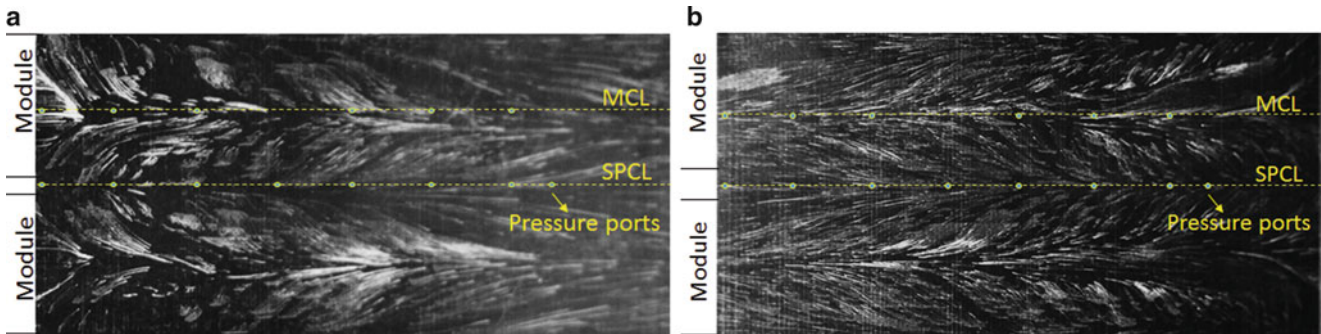 a
Module
MCL
SPCL
Pressure ports
Module
b
Module
MCL
SPCL
Pressure ports
Module